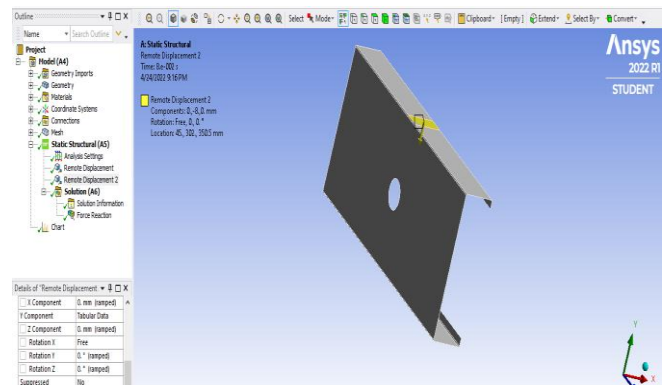 Outline
Name
Search Outline
Project
Model (A4)
Geometry Imports
Geometry
Materials
Coordinate Systems
Connections
Mesh
Static Structural (A5)
Analysis Settings
Remote Displacement
Remote Displacement 2
Solution (A6)
Solution Information
Force Reaction
Chart
Select Mode Clipboard [Empty] Extend Select By Convert
A: Static Structural
Remote Displacement 2
Time: 8.e-002 s
4/24/2022 9:16 PM
Remote Displacement 2
Components: 0,-8,0. mm
Rotation: Free, 0, 0. °
Location: 45, 302, 350.5 mm
Ansys
2022 R1
STUDENT
Details of "Remote Displacement
X Component 0. mm (ramped)
Y Component Tabular Data
Z Component 0. mm (ramped)
Rotation X Free
Rotation Y 0. ° (ramped)
Rotation Z 0. ° (ramped)
Suppressed No
Y
X